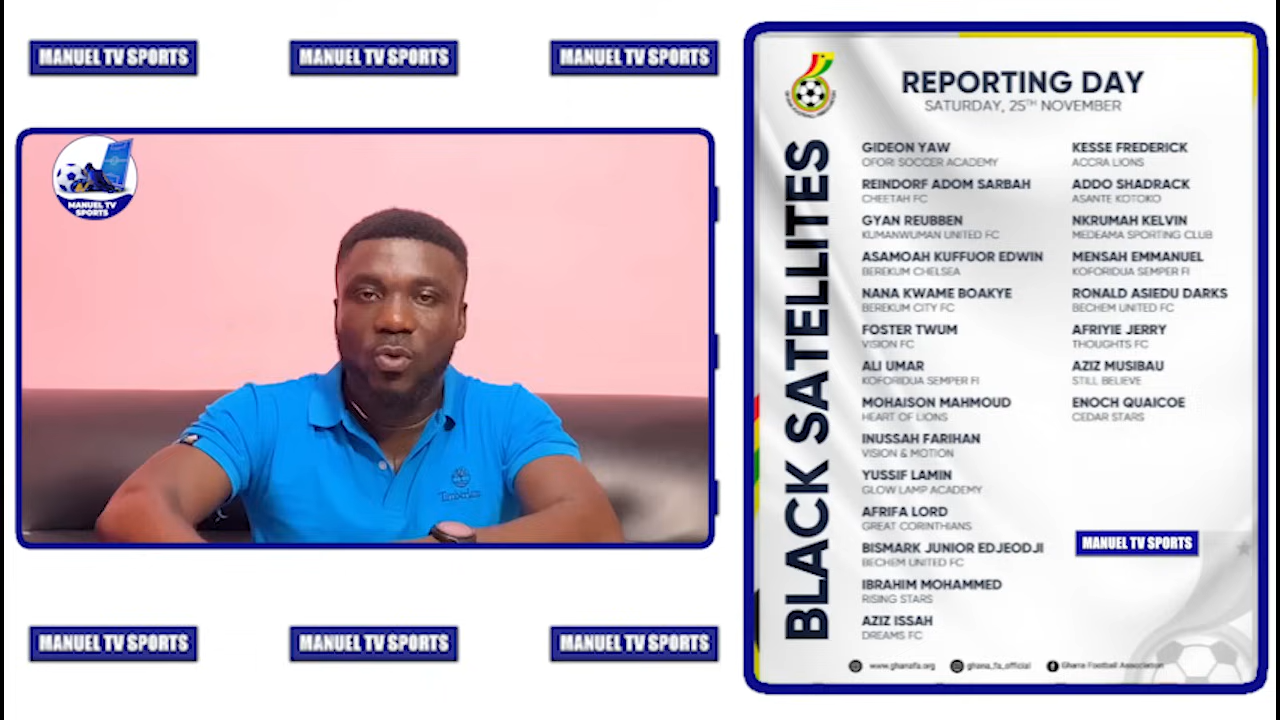 MANUEL TV SPORTS
MANUEL TV SPORTS
MANUEL TV SPORTS
MANUEL TV
SPORTS
Timberland
MANUEL TV SPORTS
MANUEL TV SPORTS
MANUEL TV SPORTS
REPORTING DAY
SATURDAY, 25TH NOVEMBER
BLACK SATELLITES
GIDEON YAW
OFORI SOCCER ACADEMY
REINDORF ADOM SARBAH
CHEETAH FC
GYAN REUBBEN
KUMANWUMAN UNITED FC
ASAMOAH KUFFUOR EDWIN
BEREKUM CHELSEA
NANA KWAME BOAKYE
BEREKUM CITY FC
FOSTER TWUM
VISION FC
ALI UMAR
KOFORIDUA SEMPER FI
MOHAISON MAHMOUD
HEART OF LIONS
INUSSAH FARIHAN
VISION & MOTION
YUSSIF LAMIN
GLOW LAMP ACADEMY
AFRIFA LORD
GREAT CORINTHIANS
BISMARK JUNIOR EDJEODJI
BECHEM UNITED FC
IBRAHIM MOHAMMED
RISING STARS
AZIZ ISSAH
DREAMS FC
KESSE FREDERICK
ACCRA LIONS
ADDO SHADRACK
ASANTE KOTOKO
NKRUMAH KELVIN
MEDEAMA SPORTING CLUB
MENSAH EMMANUEL
KOFORIDUA SEMPER FI
RONALD ASIEDU DARKS
BECHEM UNITED FC
AFRIYIE JERRY
THOUGHTS FC
AZIZ MUSIBAU
STILL BELIEVE
ENOCH QUAICOE
CEDAR STARS
MANUEL TV SPORTS
www.ghanafa.org ghana_fa_official Ghana Football Association